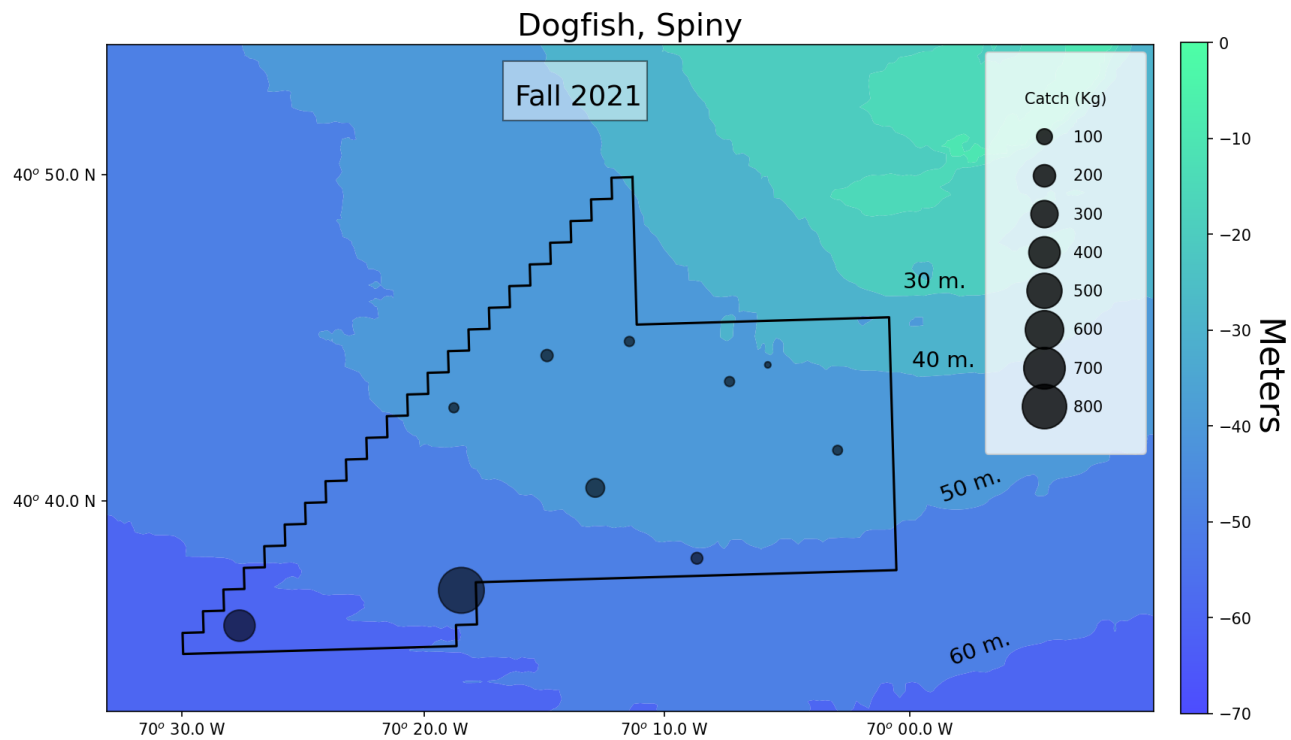 Dogfish, Spiny
Fall 2021
Catch (Kg)
100
200
300
400
500
600
700
800
30 m.
40 m.
50 m.
60 m.
40° 50.0 N
40° 40.0 N
70° 30.0 W
70° 20.0 W
70° 10.0 W
70° 00.0 W
0
−10
−20
−30
−40
−50
−60
−70
Meters